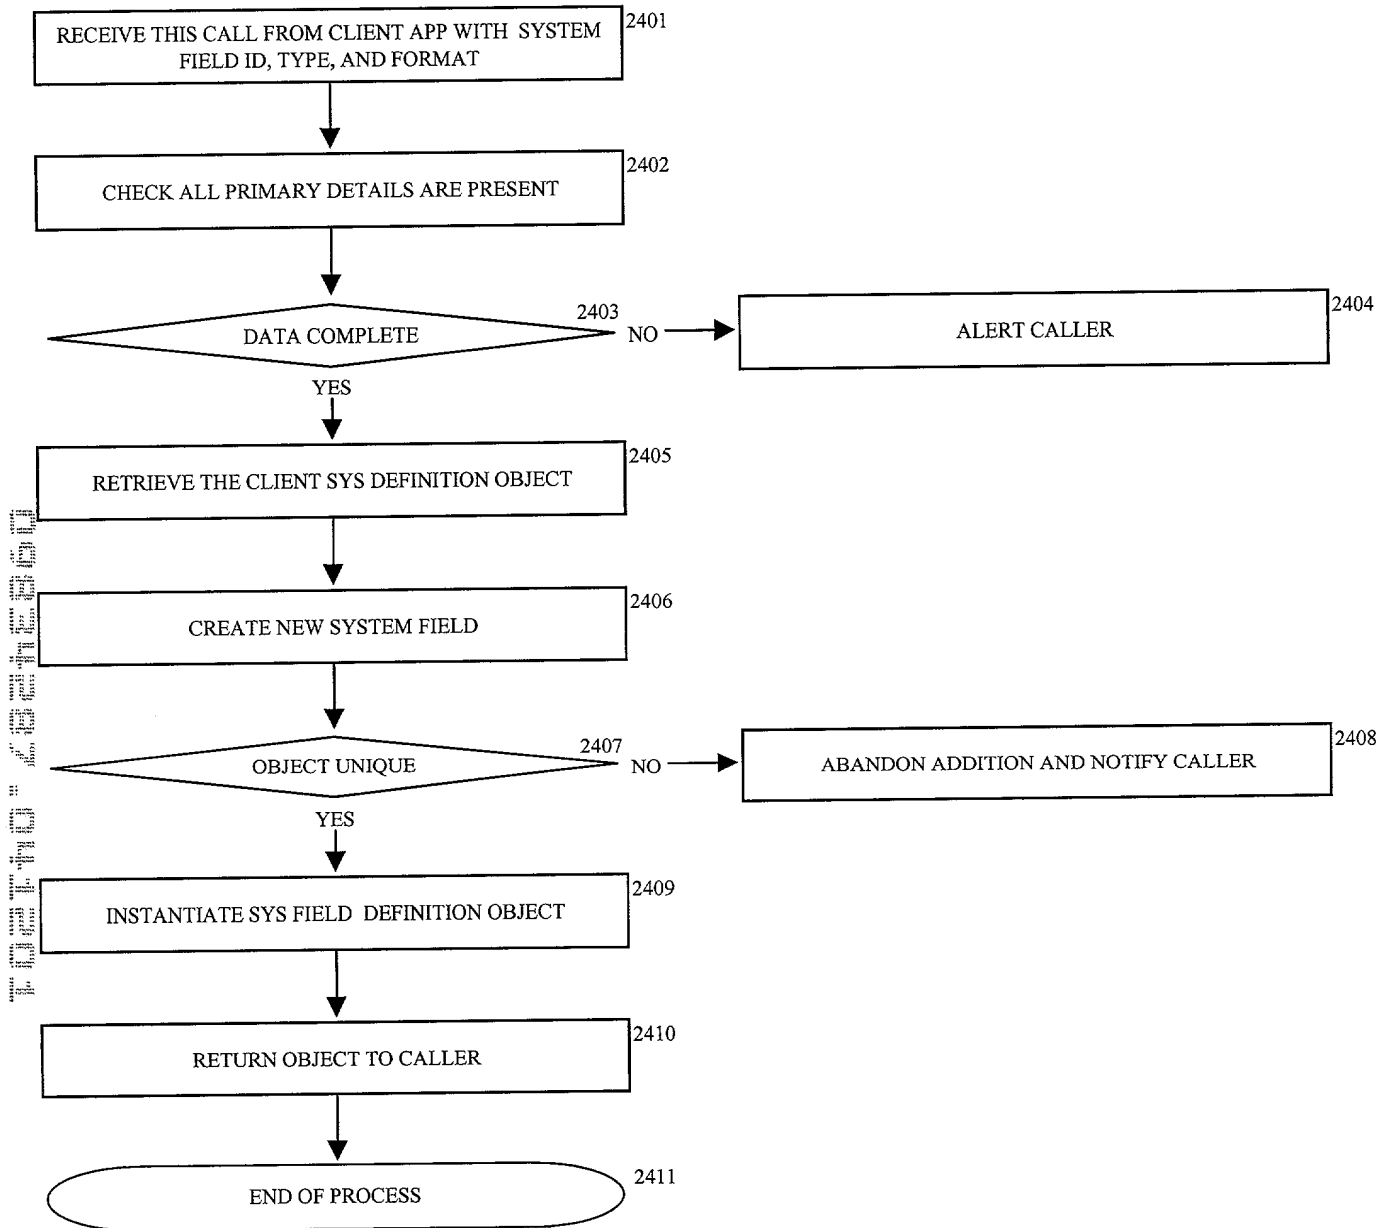 2401
RECEIVE THIS CALL FROM CLIENT APP WITH SYSTEM
FIELD ID, TYPE, AND FORMAT
2402
CHECK ALL PRIMARY DETAILS ARE PRESENT
2403
DATA COMPLETE
NO
2404
ALERT CALLER
YES
2405
RETRIEVE THE CLIENT SYS DEFINITION OBJECT
2406
CREATE NEW SYSTEM FIELD
2407
OBJECT UNIQUE
NO
2408
ABANDON ADDITION AND NOTIFY CALLER
YES
2409
INSTANTIATE SYS FIELD DEFINITION OBJECT
2410
RETURN OBJECT TO CALLER
2411
END OF PROCESS